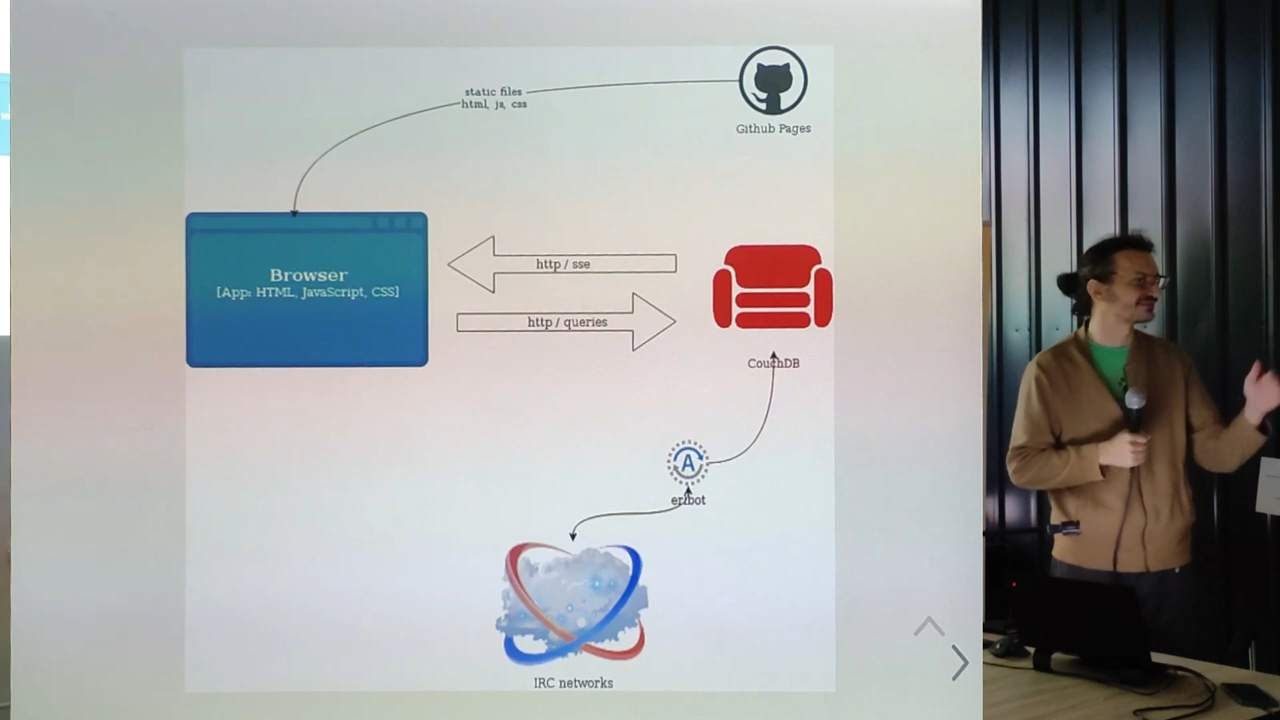 static files
html, js, css
Github Pages
Browser
[App: HTML, JavaScript, CSS]
http / sse
http / queries
CouchDB
A
erlbot
IRC networks